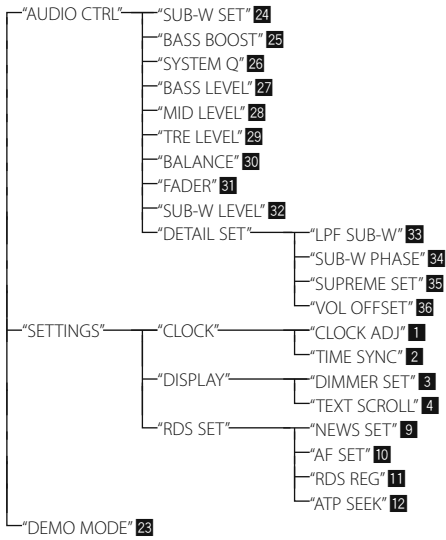 “AUDIO CTRL” “SUB-W SET” 24
“BASS BOOST” 25
“SYSTEM Q” 26
“BASS LEVEL” 27
“MID LEVEL” 28
“TRE LEVEL” 29
“BALANCE” 30
“FADER” 31
“SUB-W LEVEL” 32
“DETAIL SET” “LPF SUB-W” 33
“SUB-W PHASE” 34
“SUPREME SET” 35
“VOL OFFSET” 36
“SETTINGS” “CLOCK” “CLOCK ADJ” 1
“TIME SYNC” 2
“DISPLAY” “DIMMER SET” 3
“TEXT SCROLL” 4
“RDS SET” “NEWS SET” 9
“AF SET” 10
“RDS REG” 11
“ATP SEEK” 12
“DEMO MODE” 23